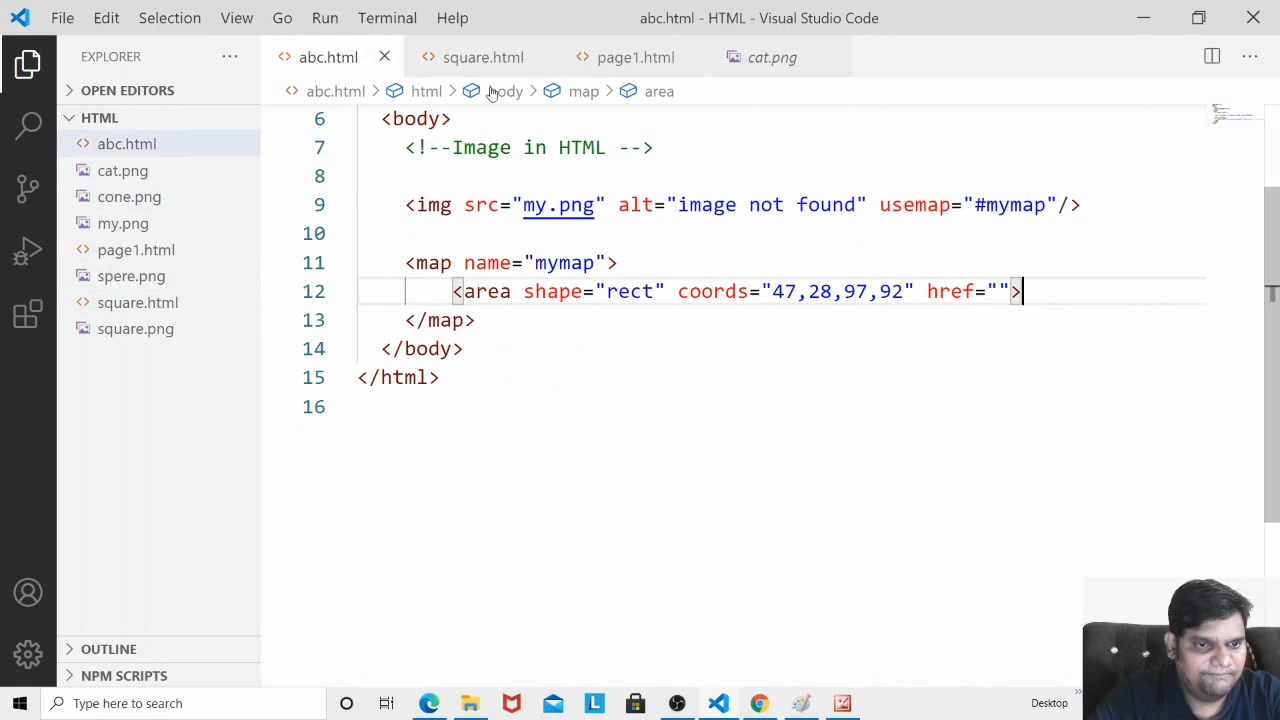 File Edit Selection View Go Run Terminal Help abc.html - HTML - Visual Studio Code
EXPLORER
abc.html
square.html
page1.html
cat.png
OPEN EDITORS
abc.html > html > body > map > area
HTML
abc.html
cat.png
cone.png
my.png
page1.html
spere.png
square.html
square.png
6 <body>
7 <!--Image in HTML -->
8
9 <img src="my.png" alt="image not found" usemap="#mymap"/>
10
11 <map name="mymap">
12 <area shape="rect" coords="47,28,97,92" href="">
13 </map>
14 </body>
15 </html>
16
OUTLINE
NPM SCRIPTS
Type here to search
Desktop